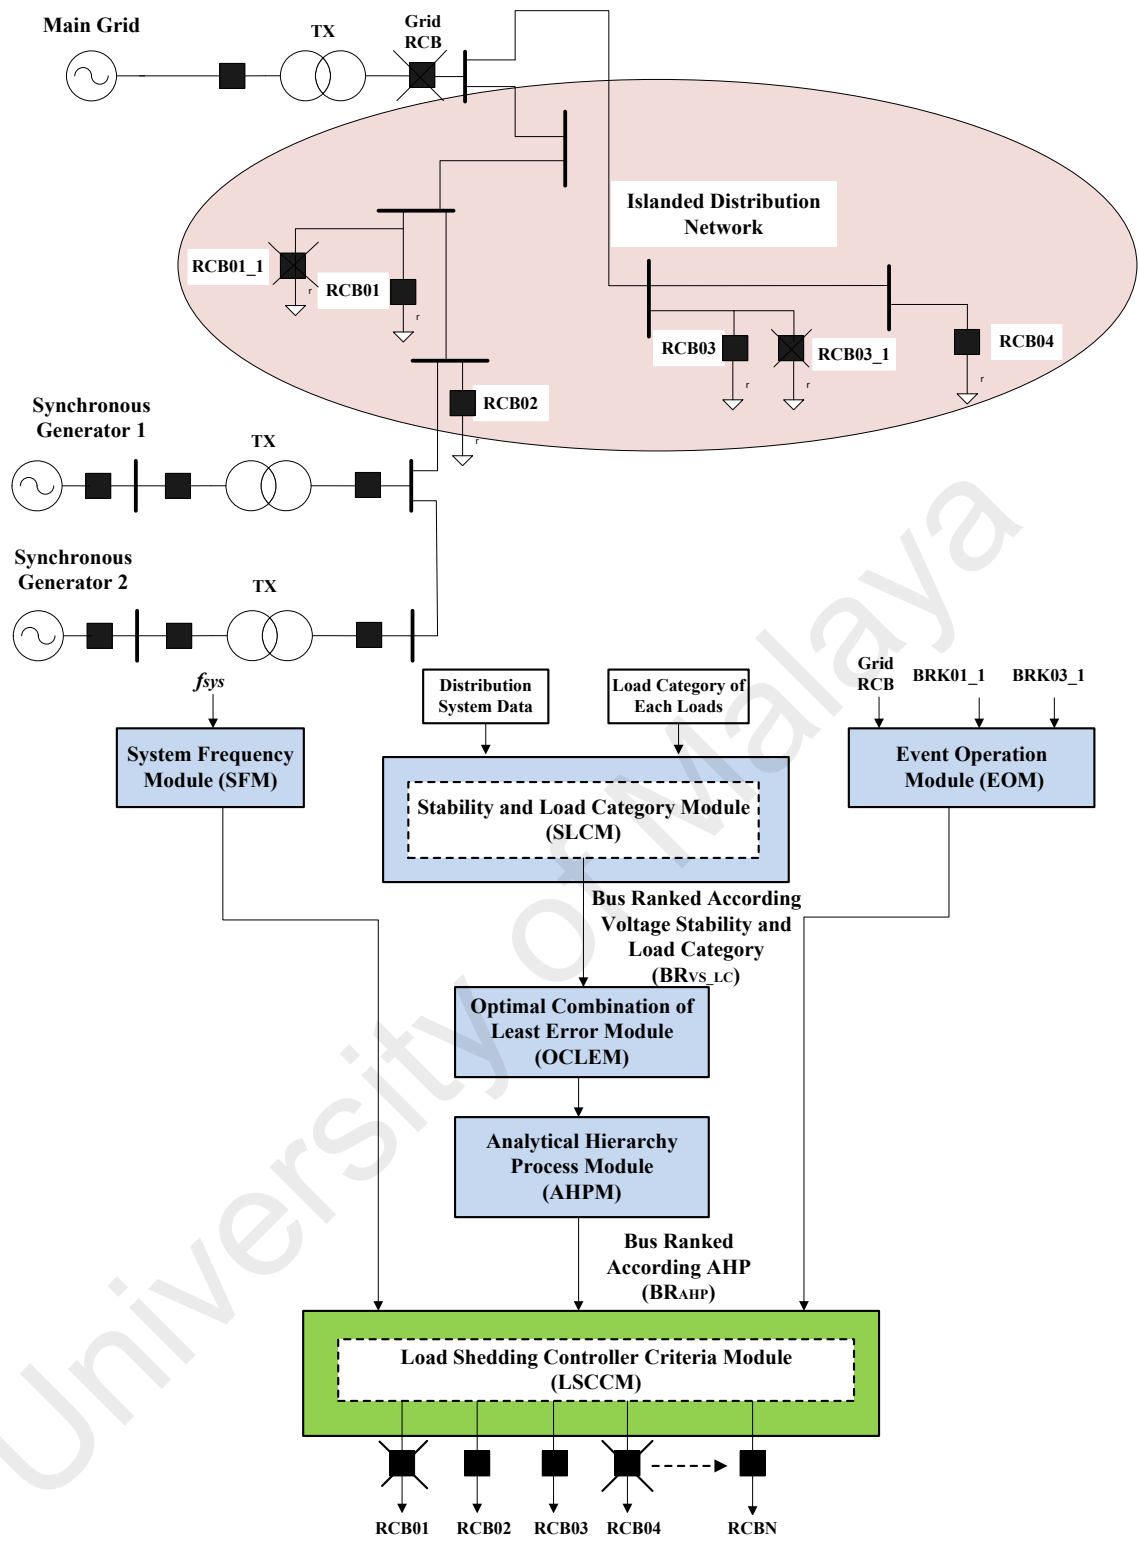 Main Grid
TX
Grid
RCB
Islanded Distribution
Network
RCB01_1
r
RCB01
r
RCB03
r
RCB03_1
r
RCB04
r
RCB02
r
Synchronous
Generator 1
TX
Synchronous
Generator 2
TX
fsys
Distribution
System Data
Load Category of
Each Loads
Grid
RCB
BRK01_1
BRK03_1
System Frequency
Module (SFM)
Stability and Load Category Module
(SLCM)
Event Operation
Module (EOM)
Bus Ranked According
Voltage Stability and
Load Category
(BRVS_LC)
Optimal Combination of
Least Error Module
(OCLEM)
Analytical Hierarchy
Process Module
(AHPM)
Bus Ranked
According AHP
(BRAHP)
Load Shedding Controller Criteria Module
(LSCCM)
RCB01
RCB02
RCB03
RCB04
RCBN
University of Malaya